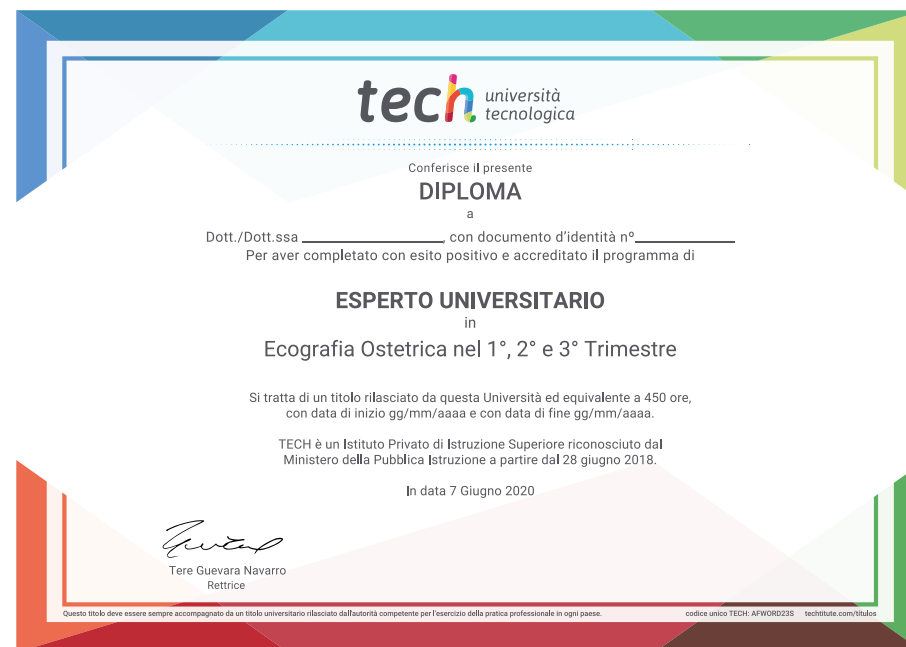 tech università
tecnologica
Conferisce il presente
DIPLOMA
a
Dott./Dott.ssa ____________________, con documento d'identità nº______________
Per aver completato con esito positivo e accreditato il programma di
ESPERTO UNIVERSITARIO
in
Ecografia Ostetrica nel 1°, 2° e 3° Trimestre
Si tratta di un titolo rilasciato da questa Università ed equivalente a 450 ore,
con data di inizio gg/mm/aaaa e con data di fine gg/mm/aaaa.
TECH è un Istituto Privato di Istruzione Superiore riconosciuto dal
Ministero della Pubblica Istruzione a partire dal 28 giugno 2018.
In data 7 Giugno 2020
Tere Guevara Navarro
Rettrice
Questo titolo deve essere sempre accompagnato da un titolo universitario rilasciato dall'autorità competente per l'esercizio della pratica professionale in ogni paese. codice unico TECH: AFWORD23S techtitute.com/titulos